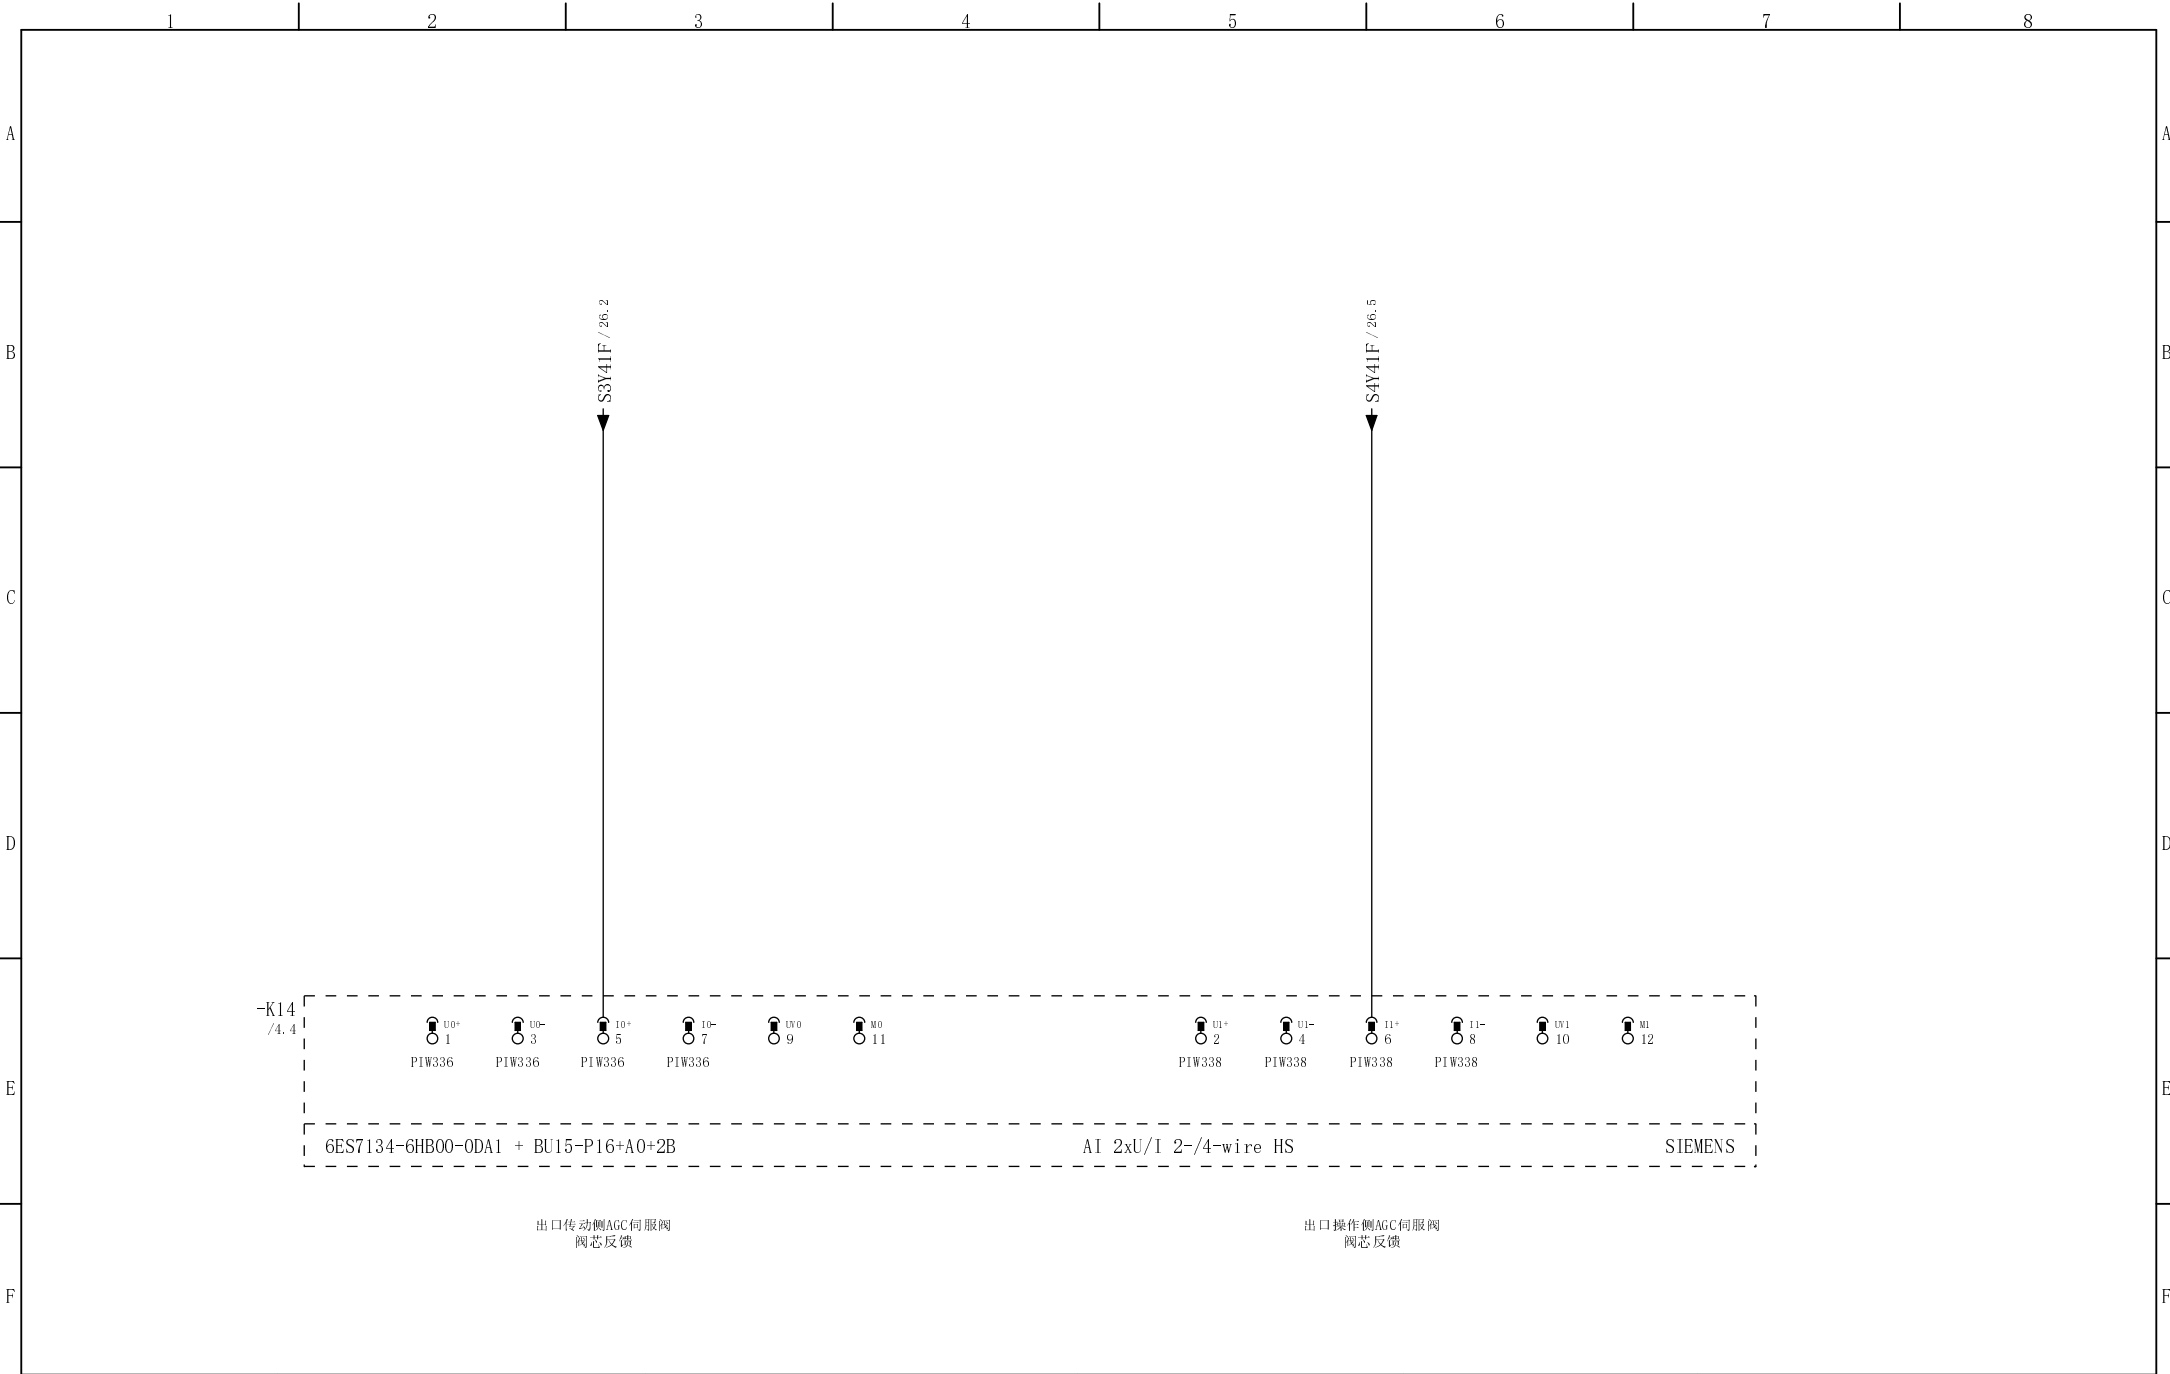 1 2 3 4 5 6 7 8
A A
S3Y41F / 26.2
S4Y41F / 26.5
B B
C C
D D
-K14
/4.4
U0+ U0- I0+ I0- UV0 M0 U1+ U1- I1+ I1- UV1 M1
1 3 5 7 9 11 2 4 6 8 10 12
PIW336 PIW336 PIW336 PIW336 PIW338 PIW338 PIW338 PIW338
E E
6ES7134-6HB00-0DA1 + BU15-P16+A0+2B AI 2xU/I 2-/4-wire HS SIEMENS
出口传动侧AGC伺服阀
阀芯反馈
出口操作侧AGC伺服阀
阀芯反馈
F F